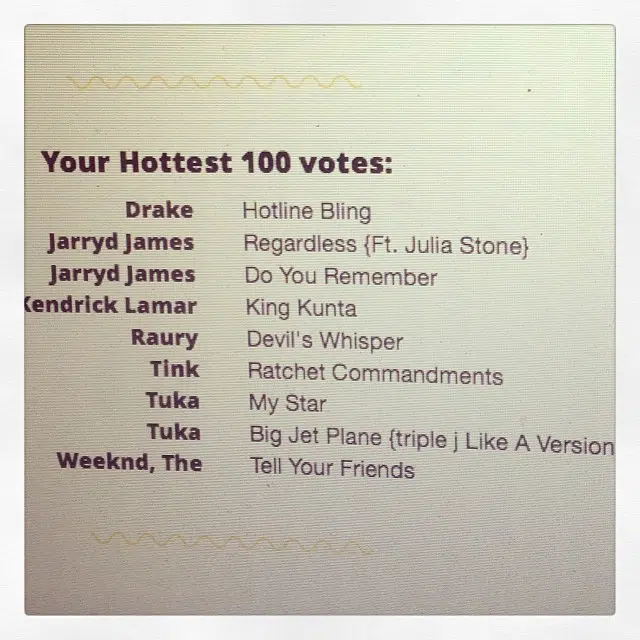 Your Hottest 100 votes:
Drake Hotline Bling
Jarryd James Regardless {Ft. Julia Stone}
Jarryd James Do You Remember
Kendrick Lamar King Kunta
Raury Devil's Whisper
Tink Ratchet Commandments
Tuka My Star
Tuka Big Jet Plane {triple j Like A Version
Weeknd, The Tell Your Friends